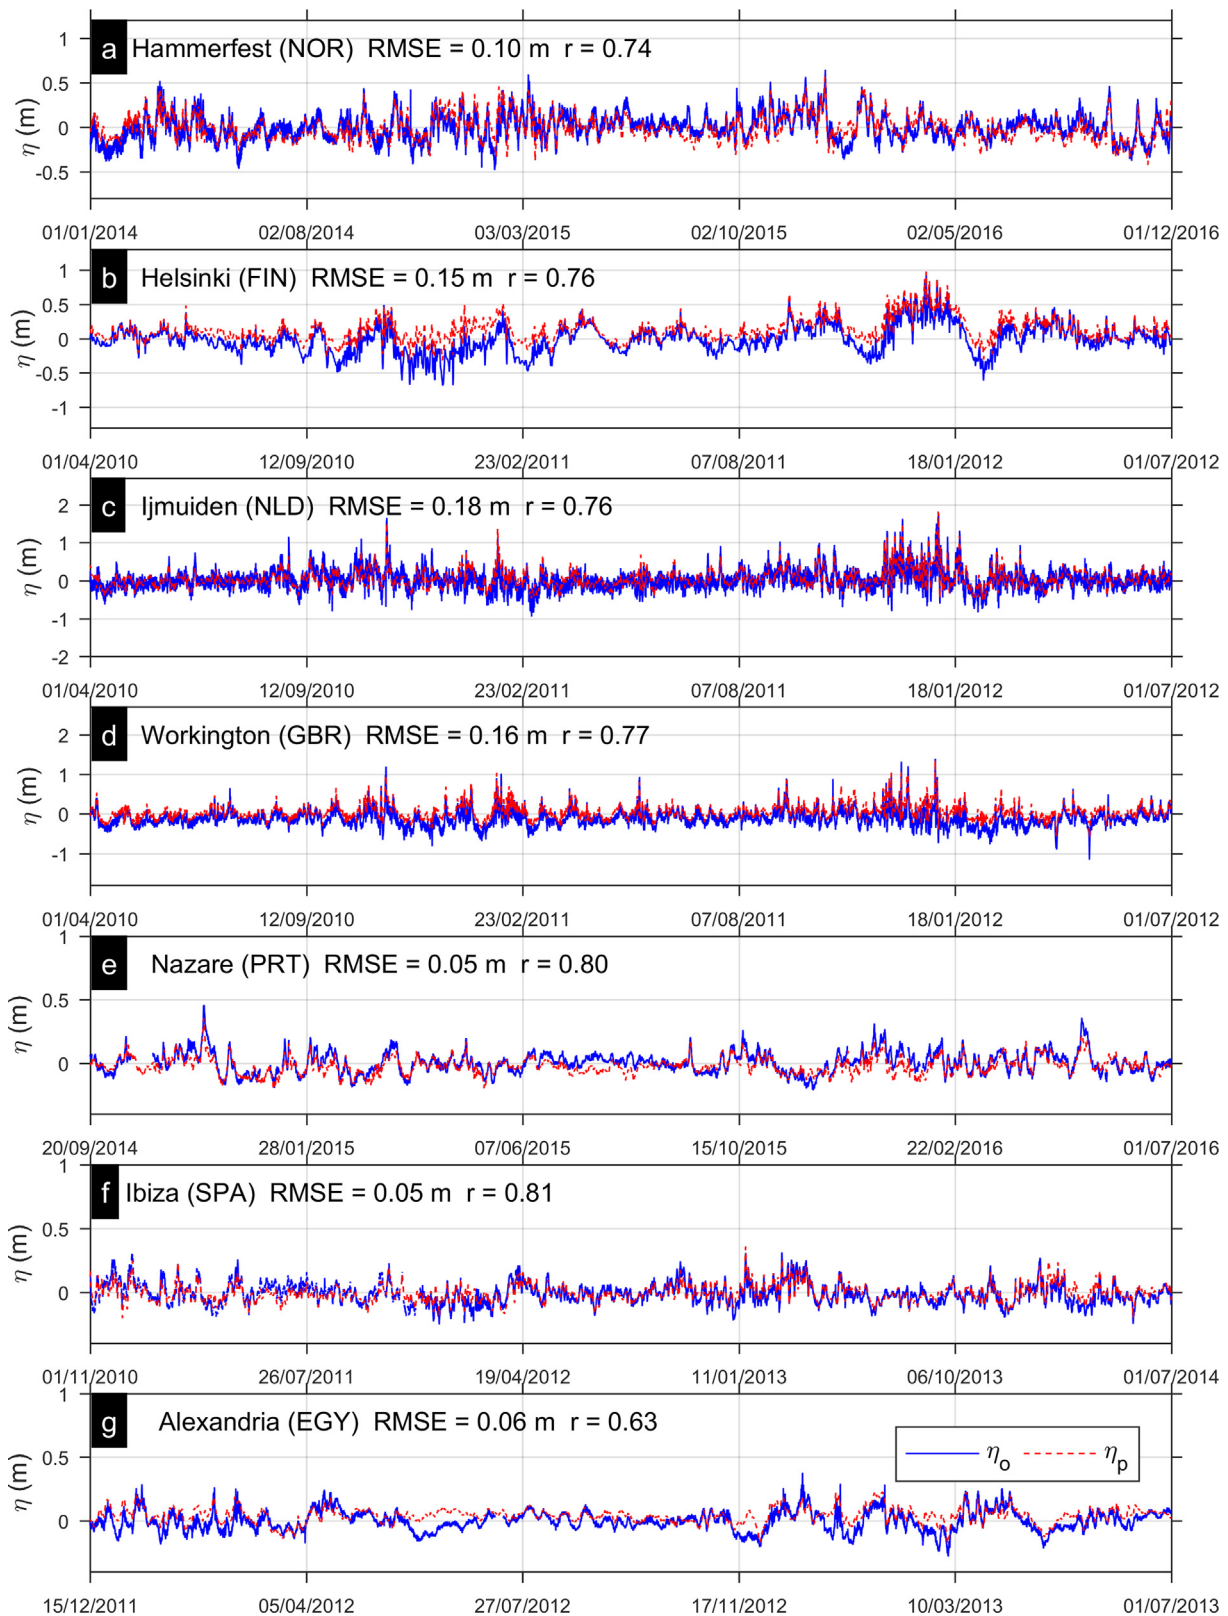 a Hammerfest (NOR) RMSE = 0.10 m r = 0.74
1
0.5
0
-0.5
η (m)
01/01/2014 02/08/2014 03/03/2015 02/10/2015 02/05/2016 01/12/2016
b Helsinki (FIN) RMSE = 0.15 m r = 0.76
1
0.5
0
-0.5
-1
η (m)
01/04/2010 12/09/2010 23/02/2011 07/08/2011 18/01/2012 01/07/2012
c Ijmuiden (NLD) RMSE = 0.18 m r = 0.76
2
1
0
-1
-2
η (m)
01/04/2010 12/09/2010 23/02/2011 07/08/2011 18/01/2012 01/07/2012
d Workington (GBR) RMSE = 0.16 m r = 0.77
2
1
0
-1
η (m)
01/04/2010 12/09/2010 23/02/2011 07/08/2011 18/01/2012 01/07/2012
1
e Nazare (PRT) RMSE = 0.05 m r = 0.80
0.5
0
η (m)
20/09/2014 28/01/2015 07/06/2015 15/10/2015 22/02/2016 01/07/2016
1
f Ibiza (SPA) RMSE = 0.05 m r = 0.81
0.5
0
η (m)
01/11/2010 26/07/2011 19/04/2012 11/01/2013 06/10/2013 01/07/2014
1
g Alexandria (EGY) RMSE = 0.06 m r = 0.63
0.5
0
η (m)
ηo ηp
15/12/2011 05/04/2012 27/07/2012 17/11/2012 10/03/2013 01/07/2013